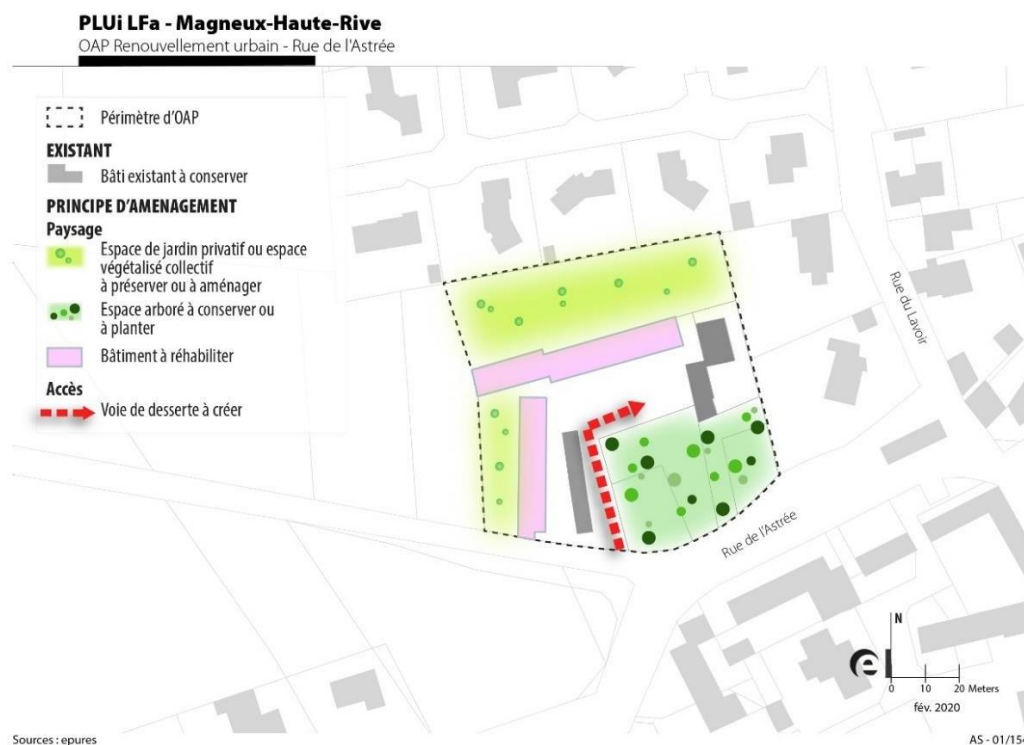 PLUi LFa - Magneux-Haute-Rive
OAP Renouvellement urbain - Rue de l'Astrée
Périmètre d'OAP
EXISTANT
Bâti existant à conserver
PRINCIPE D'AMENAGEMENT
Paysage
Espace de jardin privatif ou espace
végétalisé collectif
à préserver ou à aménager
Espace arboré à conserver ou
à planter
Bâtiment à réhabiliter
Accès
Voie de desserte à créer
Rue du Lavoir
Rue de l'Astrée
N
0 10 20 Meters
fév. 2020
Sources : epures
AS - 01/154